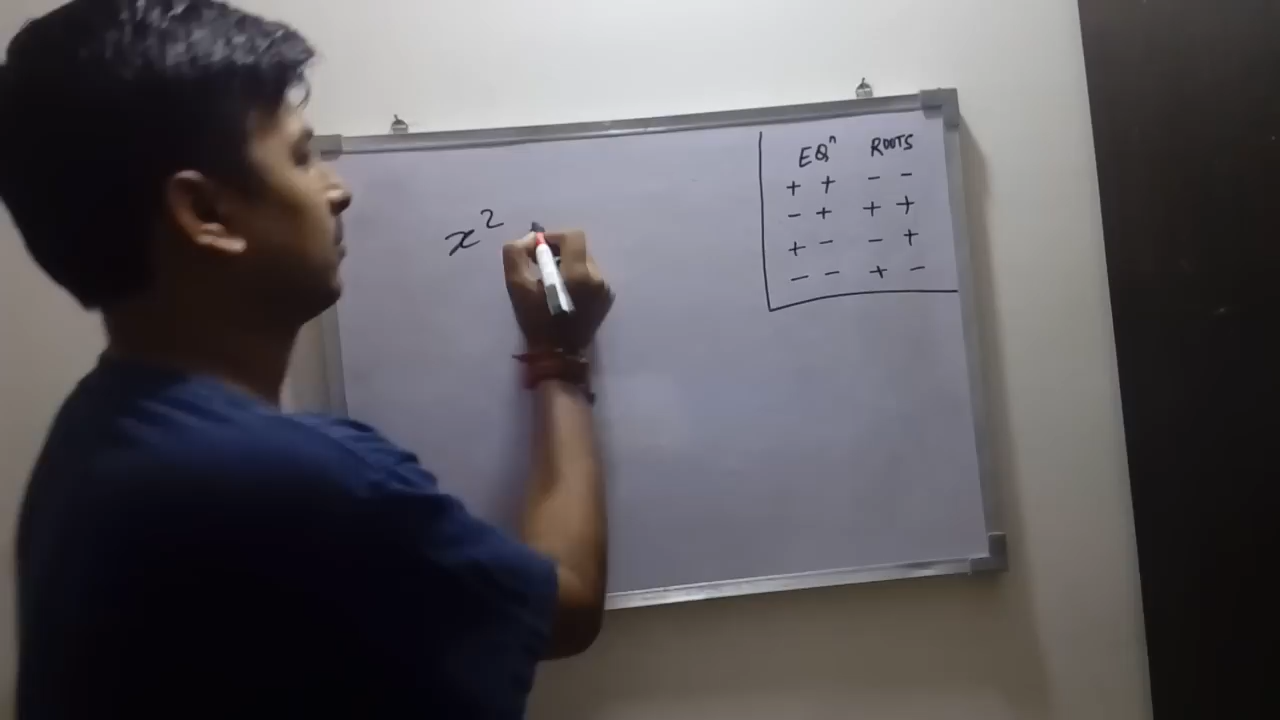 x²
EQⁿ ROOTS
+ + − −
− + + +
+ − − +
− − + −